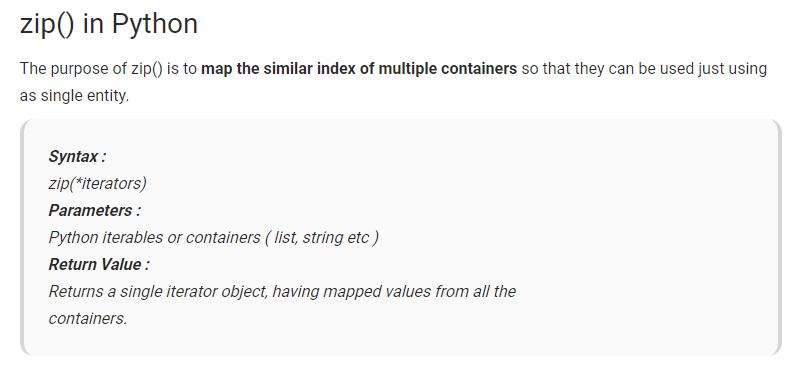 zip() in Python
The purpose of zip() is to map the similar index of multiple containers so that they can be used just using
as single entity.
Syntax :
zip(*iterators)
Parameters :
Python iterables or containers ( list, string etc )
Return Value :
Returns a single iterator object, having mapped values from all the
containers.